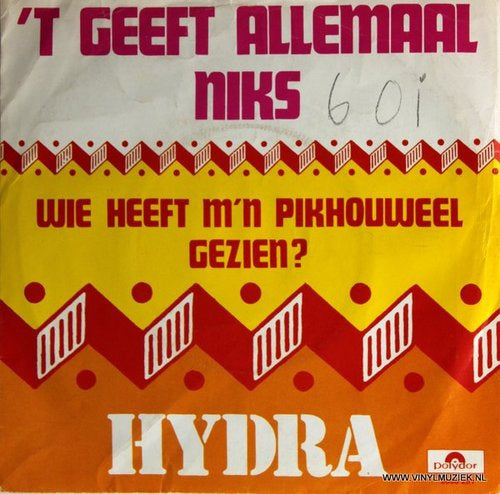 'T GEEFT ALLEMAAL
NIKS
601
WIE HEEFT M'N PIKHOUWEEL
GEZIEN?
HYDRA
polydor
WWW.VINYLMUZIEK.NL